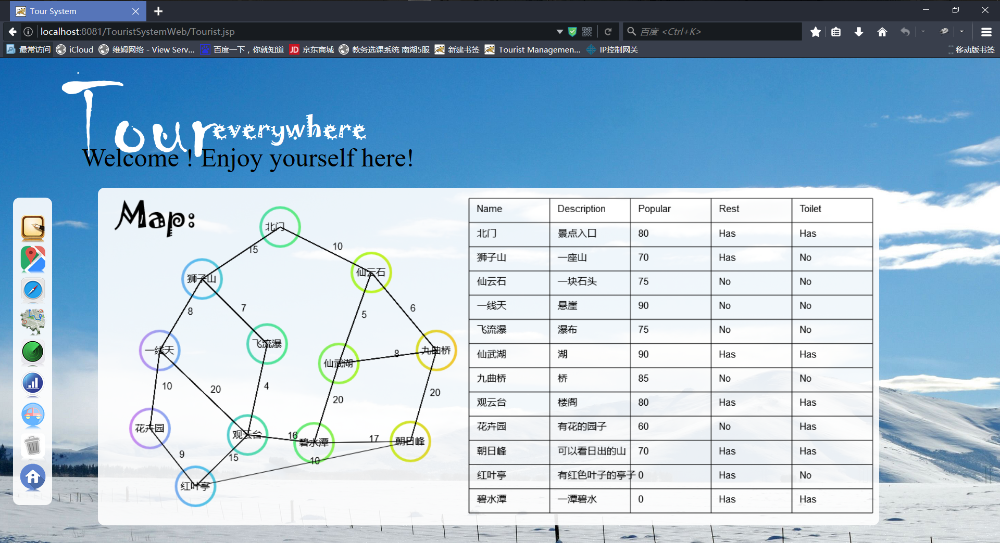 Tour System
localhost:8081/TouristSystemWeb/Tourist.jsp
百度 <Ctrl+K>
最常访问
iCloud
维姆网络 - View Serv...
百度一下，你就知道
JD 京东商城
教务选课系统 南湖5服
新建书签
Tourist Managemen...
IP控制网关
移动版书签
Tour everywhere
Welcome ! Enjoy yourself here!
Map:
北门
15
10
狮子山
仙云石
8
7
5
6
一线天
飞流瀑
仙武湖
8
九曲桥
10
20
4
20
20
花卉园
观云台
16
碧水潭
17
朝日峰
9
15
10
红叶亭
Name Description Popular Rest Toilet
北门 景点入口 80 Has Has
狮子山 一座山 70 Has No
仙云石 一块石头 75 No No
一线天 悬崖 90 No No
飞流瀑 瀑布 75 No No
仙武湖 湖 90 Has Has
九曲桥 桥 85 No No
观云台 楼阁 80 Has Has
花卉园 有花的园子 60 No Has
朝日峰 可以看日出的山 70 Has Has
红叶亭 有红色叶子的亭子 0 Has No
碧水潭 一潭碧水 0 Has Has